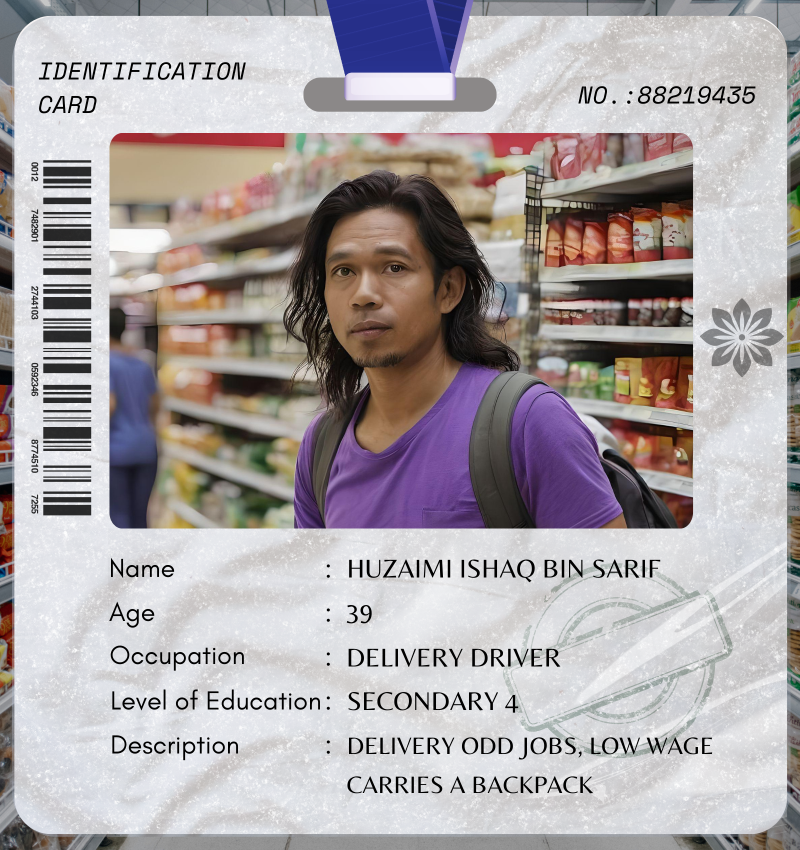 IDENTIFICATION
CARD
NO.:88219435
0012
7482901
2744103
0592346
8774510
7255
Name : HUZAIMI ISHAQ BIN SARIF
Age : 39
Occupation : DELIVERY DRIVER
Level of Education : SECONDARY 4
Description : DELIVERY ODD JOBS, LOW WAGE
CARRIES A BACKPACK